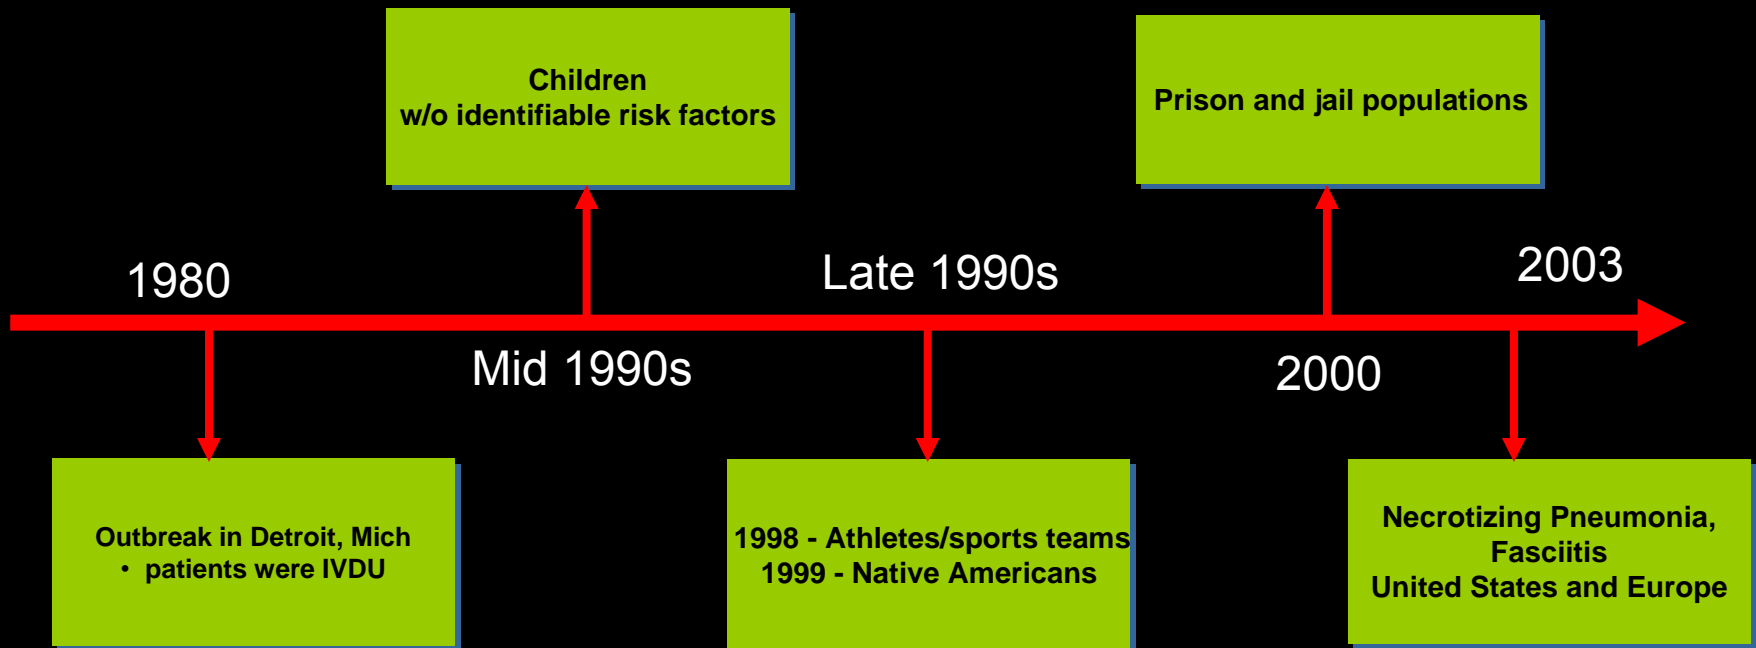 Children
w/o identifiable risk factors
Prison and jail populations
1980
Late 1990s
2003
Mid 1990s
2000
Outbreak in Detroit, Mich
• patients were IVDU
1998 - Athletes/sports teams
1999 - Native Americans
Necrotizing Pneumonia,
Fasciitis
United States and Europe